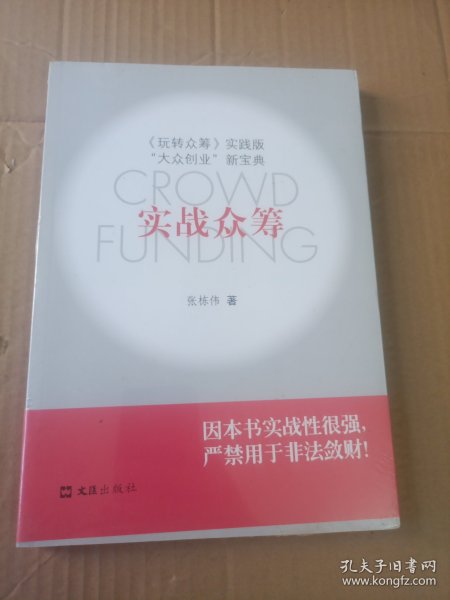 《玩转众筹》实践版
“大众创业”新宝典
CROWD
FUNDING
实战众筹
张栋伟 著
因本书实战性很强，
严禁用于非法敛财！
文匯出版社
孔夫子旧书网
www.kongfz.com